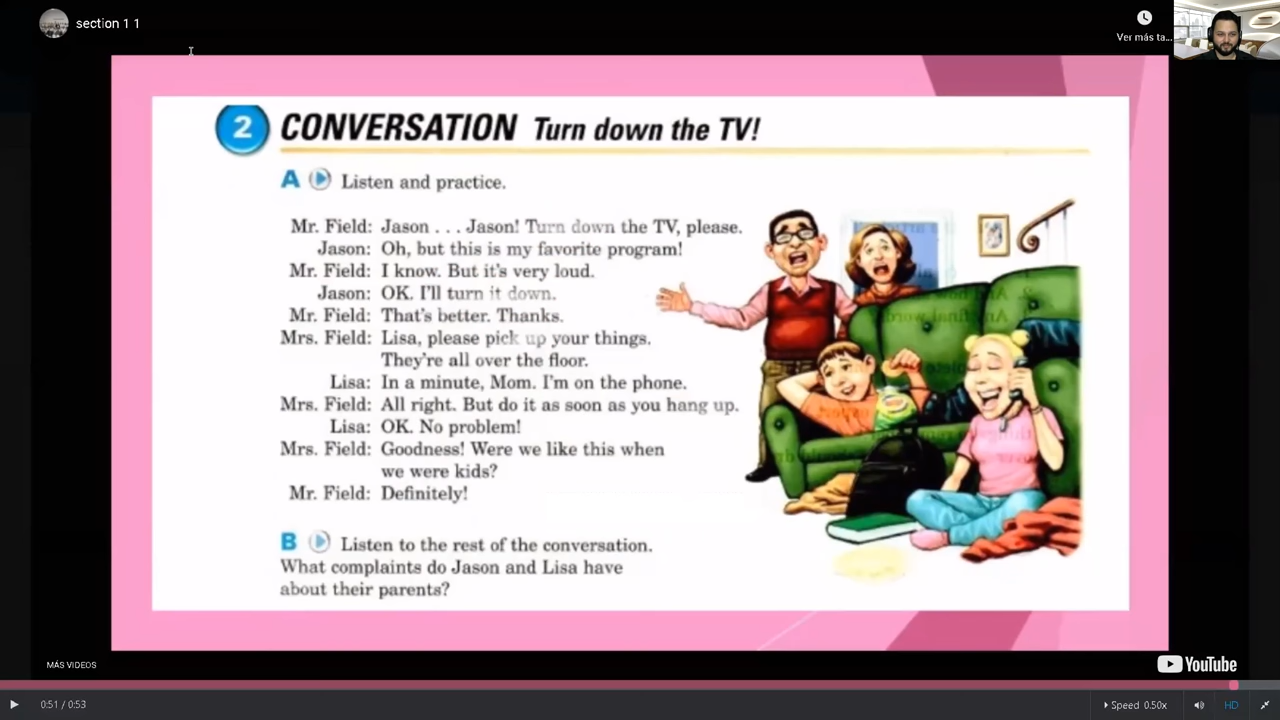 section 1 1
Ver más ta...
2 CONVERSATION Turn down the TV!
A Listen and practice.
Mr. Field: Jason . . . Jason! Turn down the TV, please.
Jason: Oh, but this is my favorite program!
Mr. Field: I know. But it's very loud.
Jason: OK. I'll turn it down.
Mr. Field: That's better. Thanks.
Mrs. Field: Lisa, please pick up your things.
They're all over the floor.
Lisa: In a minute, Mom. I'm on the phone.
Mrs. Field: All right. But do it as soon as you hang up.
Lisa: OK. No problem!
Mrs. Field: Goodness! Were we like this when
we were kids?
Mr. Field: Definitely!
B Listen to the rest of the conversation.
What complaints do Jason and Lisa have
about their parents?
MÁS VIDEOS
YouTube
0:51 / 0:53
Speed 0.50x
HD